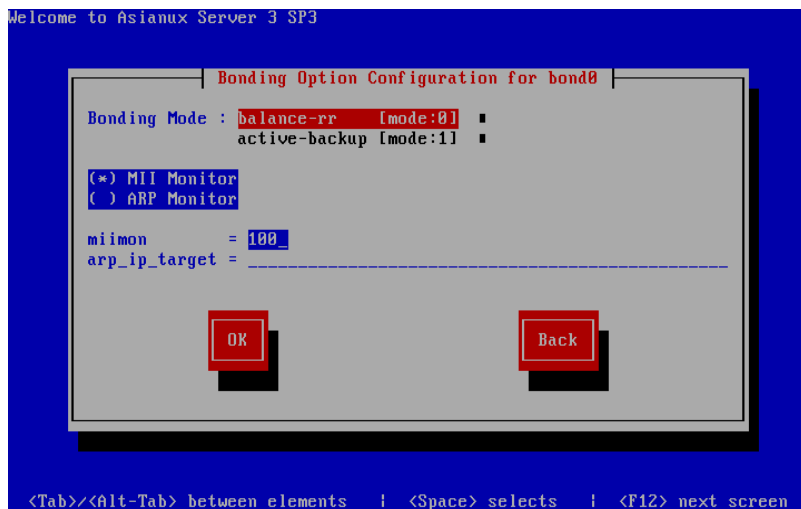 Welcome to Asianux Server 3 SP3
Bonding Option Configuration for bond0
Bonding Mode : balance-rr [mode:0]
active-backup [mode:1]
(*) MII Monitor
( ) ARP Monitor
miimon = 100_
arp_ip_target = ________________________________________________
OK Back
<Tab>/<Alt-Tab> between elements | <Space> selects | <F12> next screen